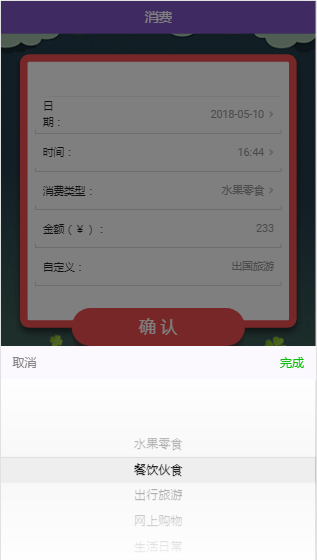 消费
日
期： 2018-05-10 >
时间： 16:44 >
消费类型： 水果零食 >
金额（￥）： 233
自定义： 出国旅游
确认
取消 完成
水果零食
餐饮伙食
出行旅游
网上购物
生活日常